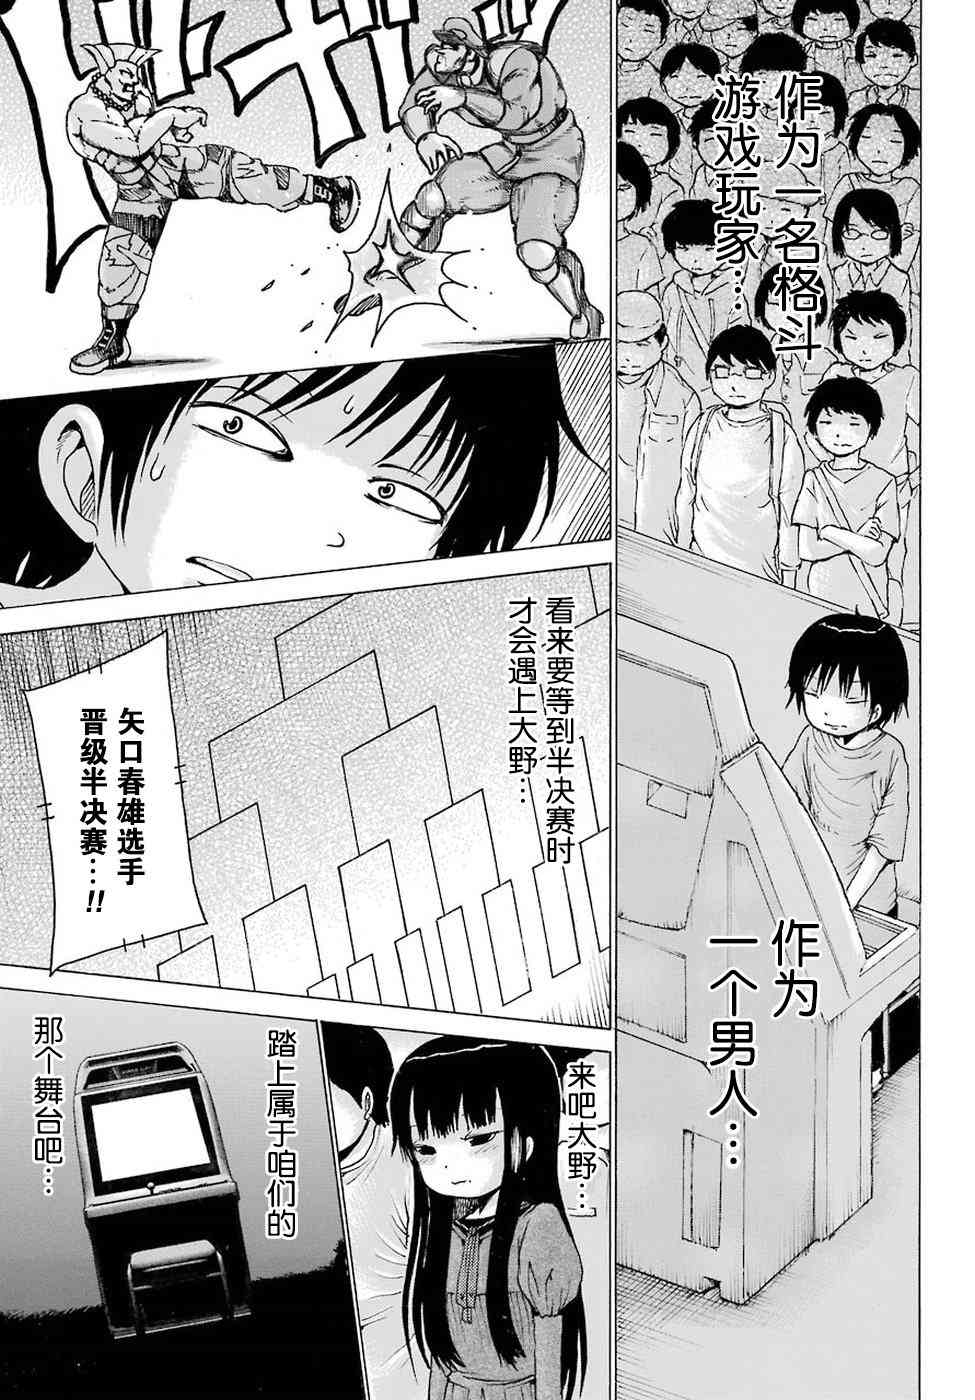 作为一名格斗
游戏玩家…
作为
一个男人…
ドガガ
看来要等到半决赛时
才会遇上大野…
矢口春雄选手
晋级半决赛…!!
来吧大野…
踏上属于咱们的
那个舞台吧…